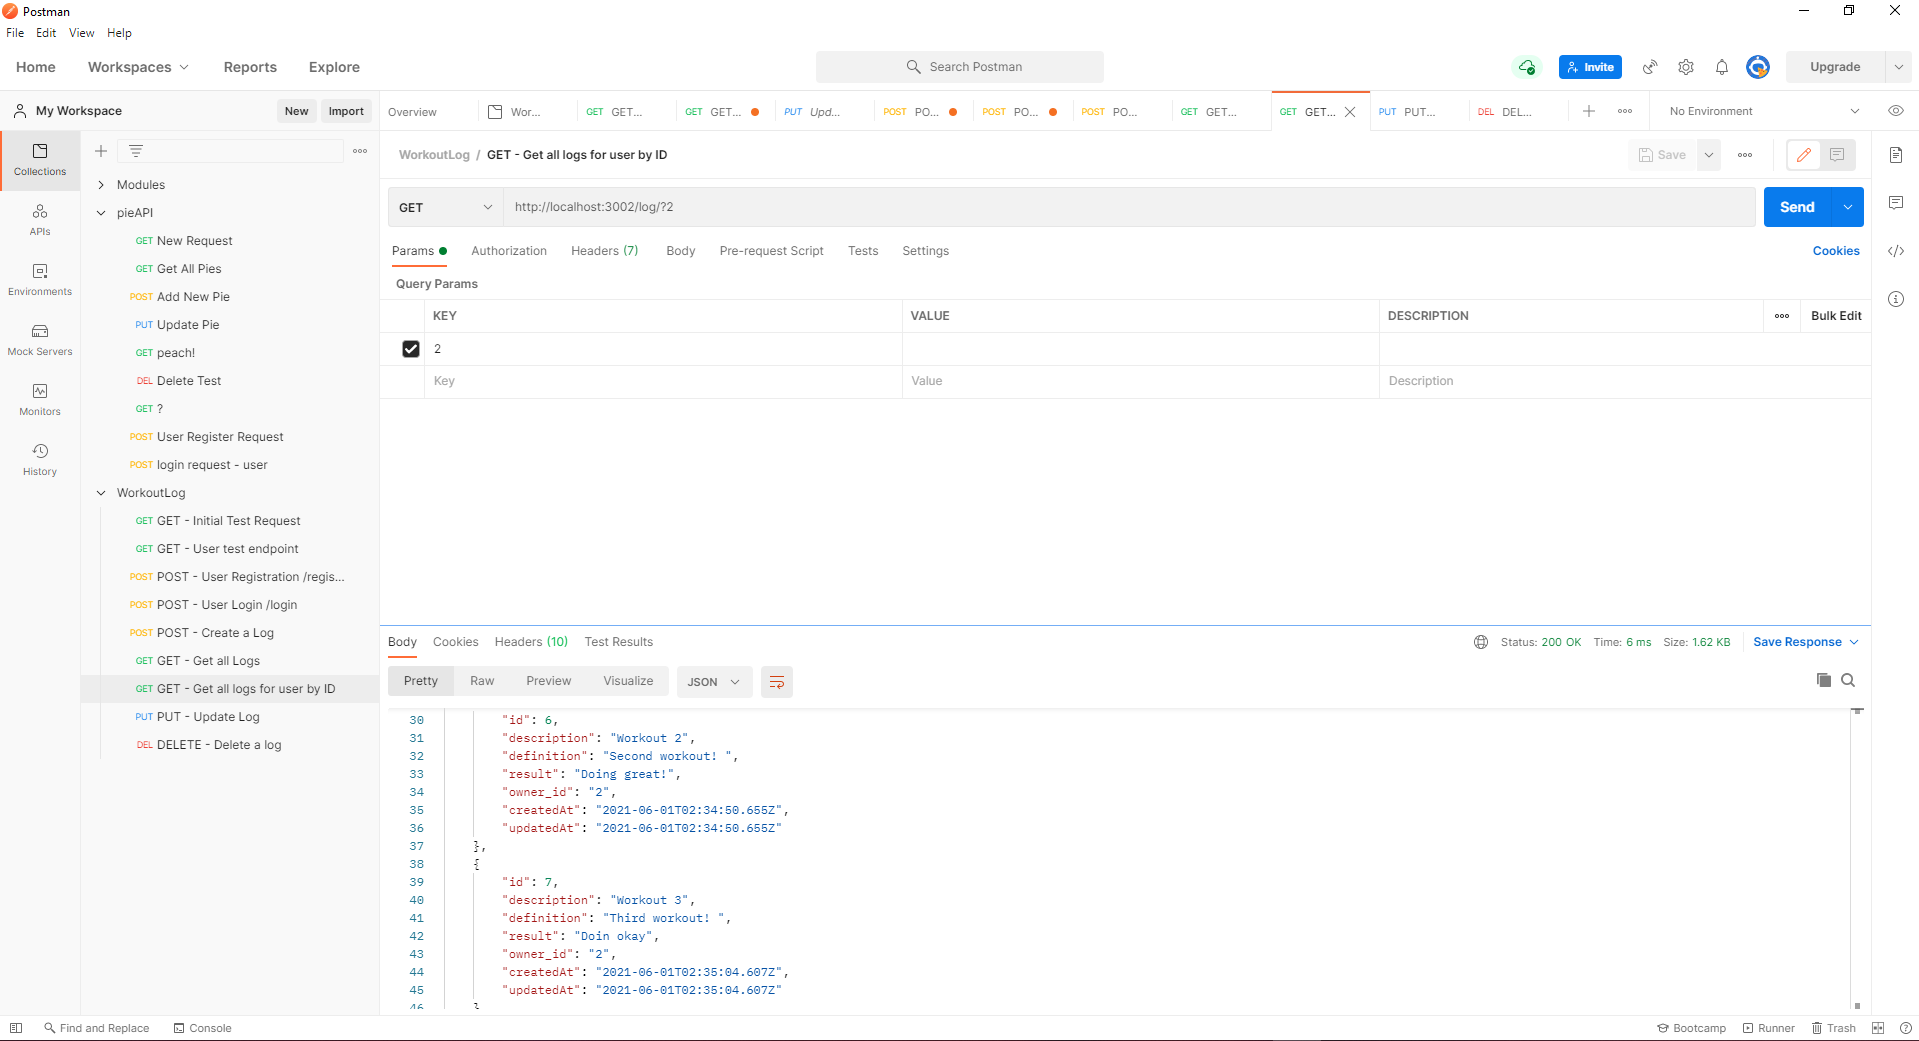 Postman
File Edit View Help
Home Workspaces Reports Explore Search Postman Invite Upgrade
My Workspace New Import Overview Wor... GET GET... GET GET... PUT Upd... POST PO... POST PO... POST PO... GET GET... GET GET... PUT PUT... DEL DEL... No Environment
WorkoutLog / GET - Get all logs for user by ID Save
GET http://localhost:3002/log/?2 Send
Params Authorization Headers (7) Body Pre-request Script Tests Settings Cookies
Query Params
KEY VALUE DESCRIPTION Bulk Edit
2
Key Value Description
Collections
APIs
Environments
Mock Servers
Monitors
History
Modules
pieAPI
GET New Request
GET Get All Pies
POST Add New Pie
PUT Update Pie
GET peach!
DEL Delete Test
GET ?
POST User Register Request
POST login request - user
WorkoutLog
GET GET - Initial Test Request
GET GET - User test endpoint
POST POST - User Registration /regis...
POST POST - User Login /login
POST POST - Create a Log
GET GET - Get all Logs
GET GET - Get all logs for user by ID
PUT PUT - Update Log
DEL DELETE - Delete a log
Body Cookies Headers (10) Test Results Status: 200 OK Time: 6 ms Size: 1.62 KB Save Response
Pretty Raw Preview Visualize JSON
30 "id": 6,
31 "description": "Workout 2",
32 "definition": "Second workout! ",
33 "result": "Doing great!",
34 "owner_id": "2",
35 "createdAt": "2021-06-01T02:34:50.655Z",
36 "updatedAt": "2021-06-01T02:34:50.655Z"
37 },
38 {
39 "id": 7,
40 "description": "Workout 3",
41 "definition": "Third workout! ",
42 "result": "Doin okay",
43 "owner_id": "2",
44 "createdAt": "2021-06-01T02:35:04.607Z",
45 "updatedAt": "2021-06-01T02:35:04.607Z"
46 }
Find and Replace Console Bootcamp Runner Trash